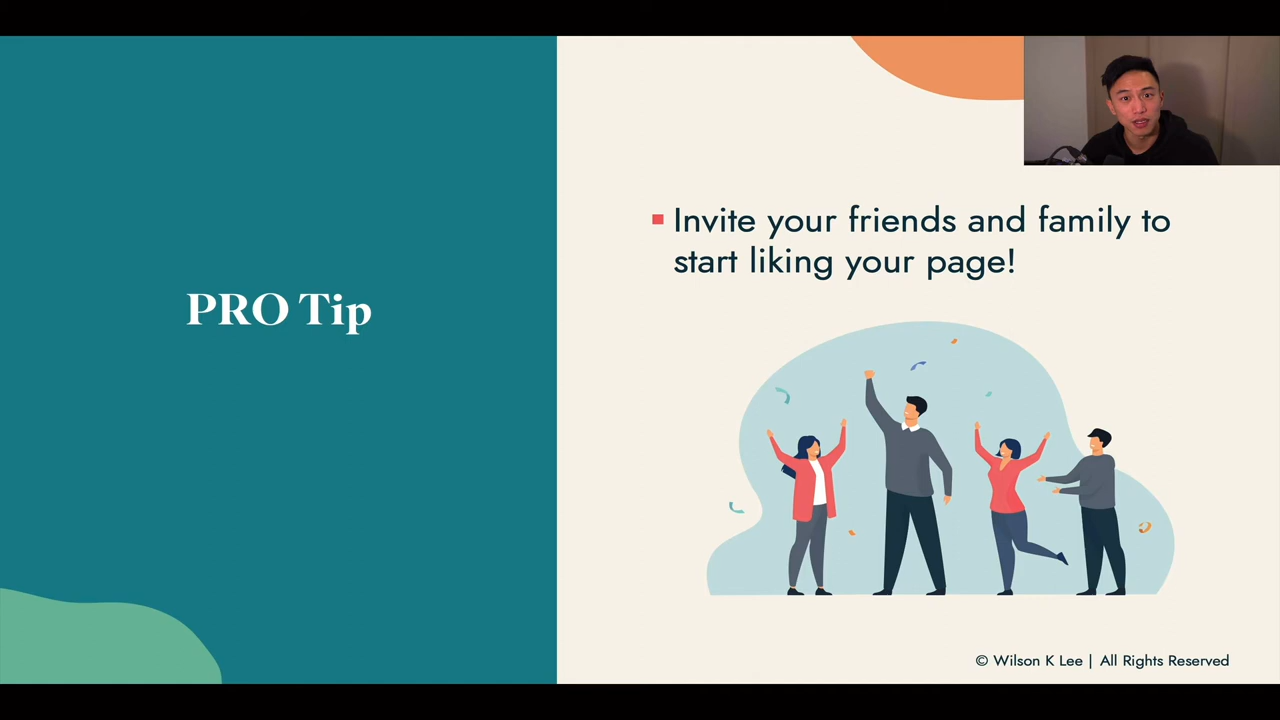 PRO Tip
Invite your friends and family to
start liking your page!
© Wilson K Lee | All Rights Reserved